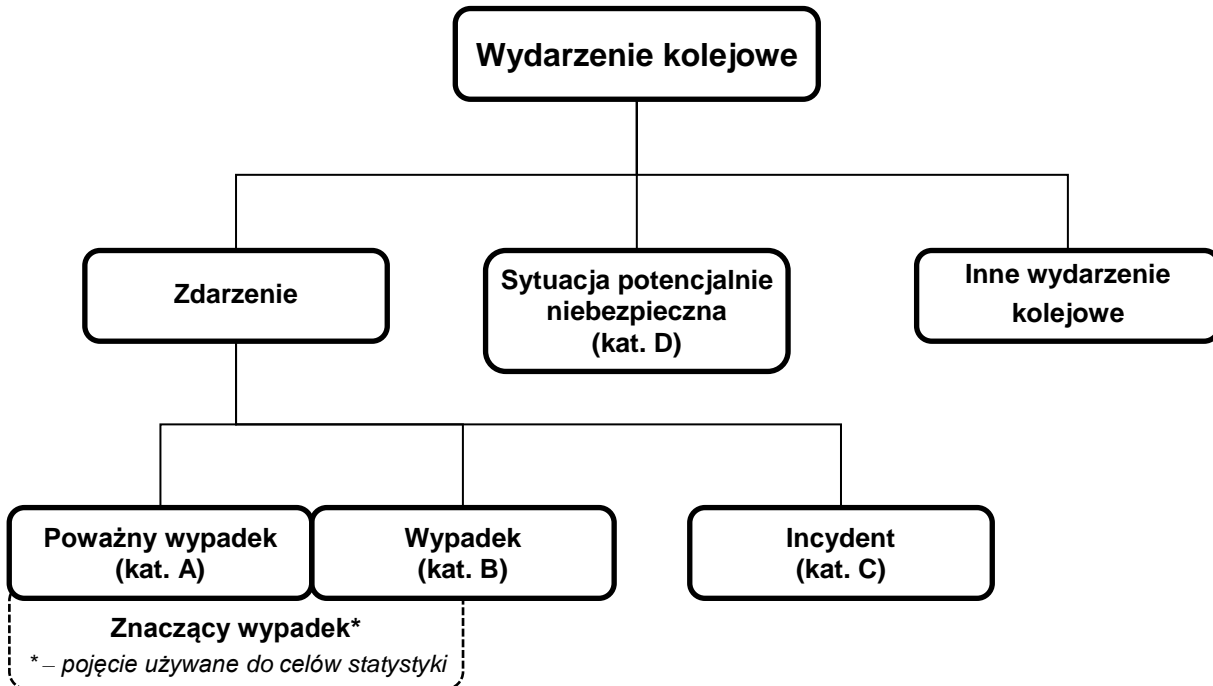 Wydarzenie kolejowe
Zdarzenie
Sytuacja potencjalnie
niebezpieczna
(kat. D)
Inne wydarzenie
kolejowe
Poważny wypadek
(kat. A)
Wypadek
(kat. B)
Incydent
(kat. C)
Znaczący wypadek*
* – pojęcie używane do celów statystyki